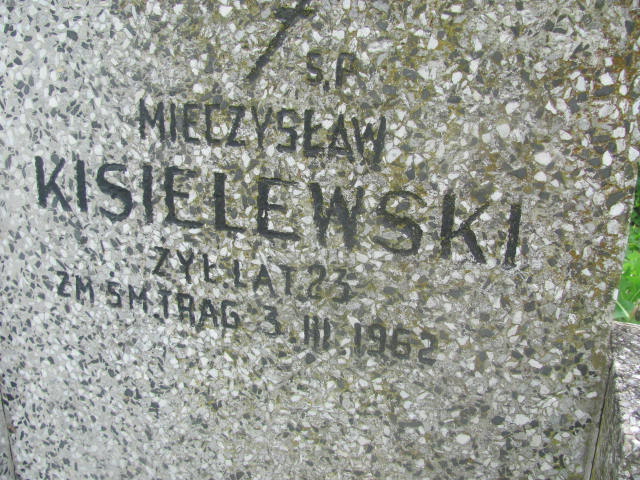 Ś.P.
MIECZYSŁAW
KISIELEWSKI
ŻYŁ LAT 23
ZM ŚM.TRAG 3.III.1962